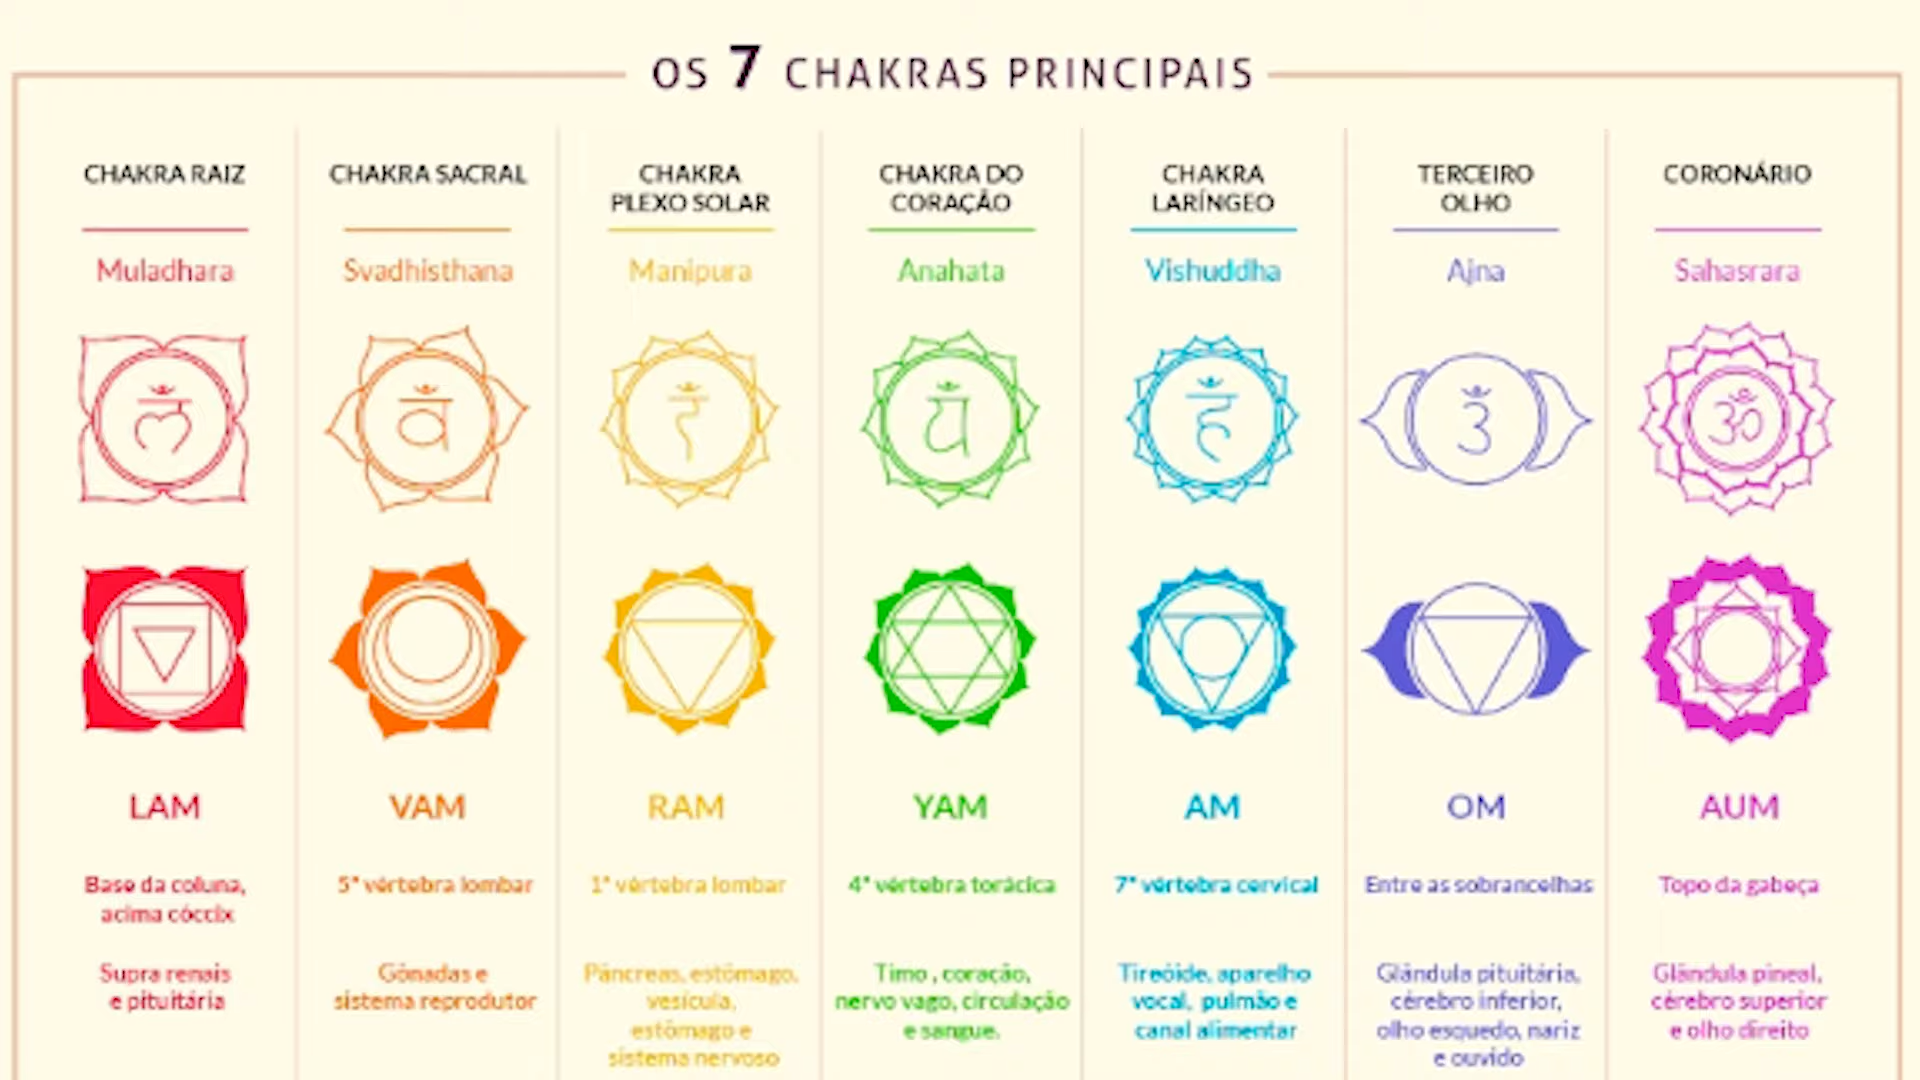 OS 7 CHAKRAS PRINCIPAIS
CHAKRA RAIZ
Muladhara
लं
LAM
Base da coluna,
acima cóccix
Supra renais
e pituitária
CHAKRA SACRAL
Svadhisthana
वं
VAM
5ª vértebra lombar
Gônadas e
sistema reprodutor
CHAKRA
PLEXO SOLAR
Manipura
रं
RAM
1ª vértebra lombar
Pâncreas, estômago,
vesícula,
estômago e
sistema nervoso
CHAKRA DO
CORAÇÃO
Anahata
यं
YAM
4ª vértebra torácica
Timo , coração,
nervo vago, circulação
e sangue.
CHAKRA
LARÍNGEO
Vishuddha
हं
AM
7ª vértebra cervical
Tireóide, aparelho
vocal, pulmão e
canal alimentar
TERCEIRO
OLHO
Ajna
OM
Entre as sobrancelhas
Glândula pituitária,
cérebro inferior,
olho esquedo, nariz
e ouvido
CORONÁRIO
Sahasrara
ॐ
AUM
Topo da gabeça
Glândula pineal,
cérebro superior
e olho direito